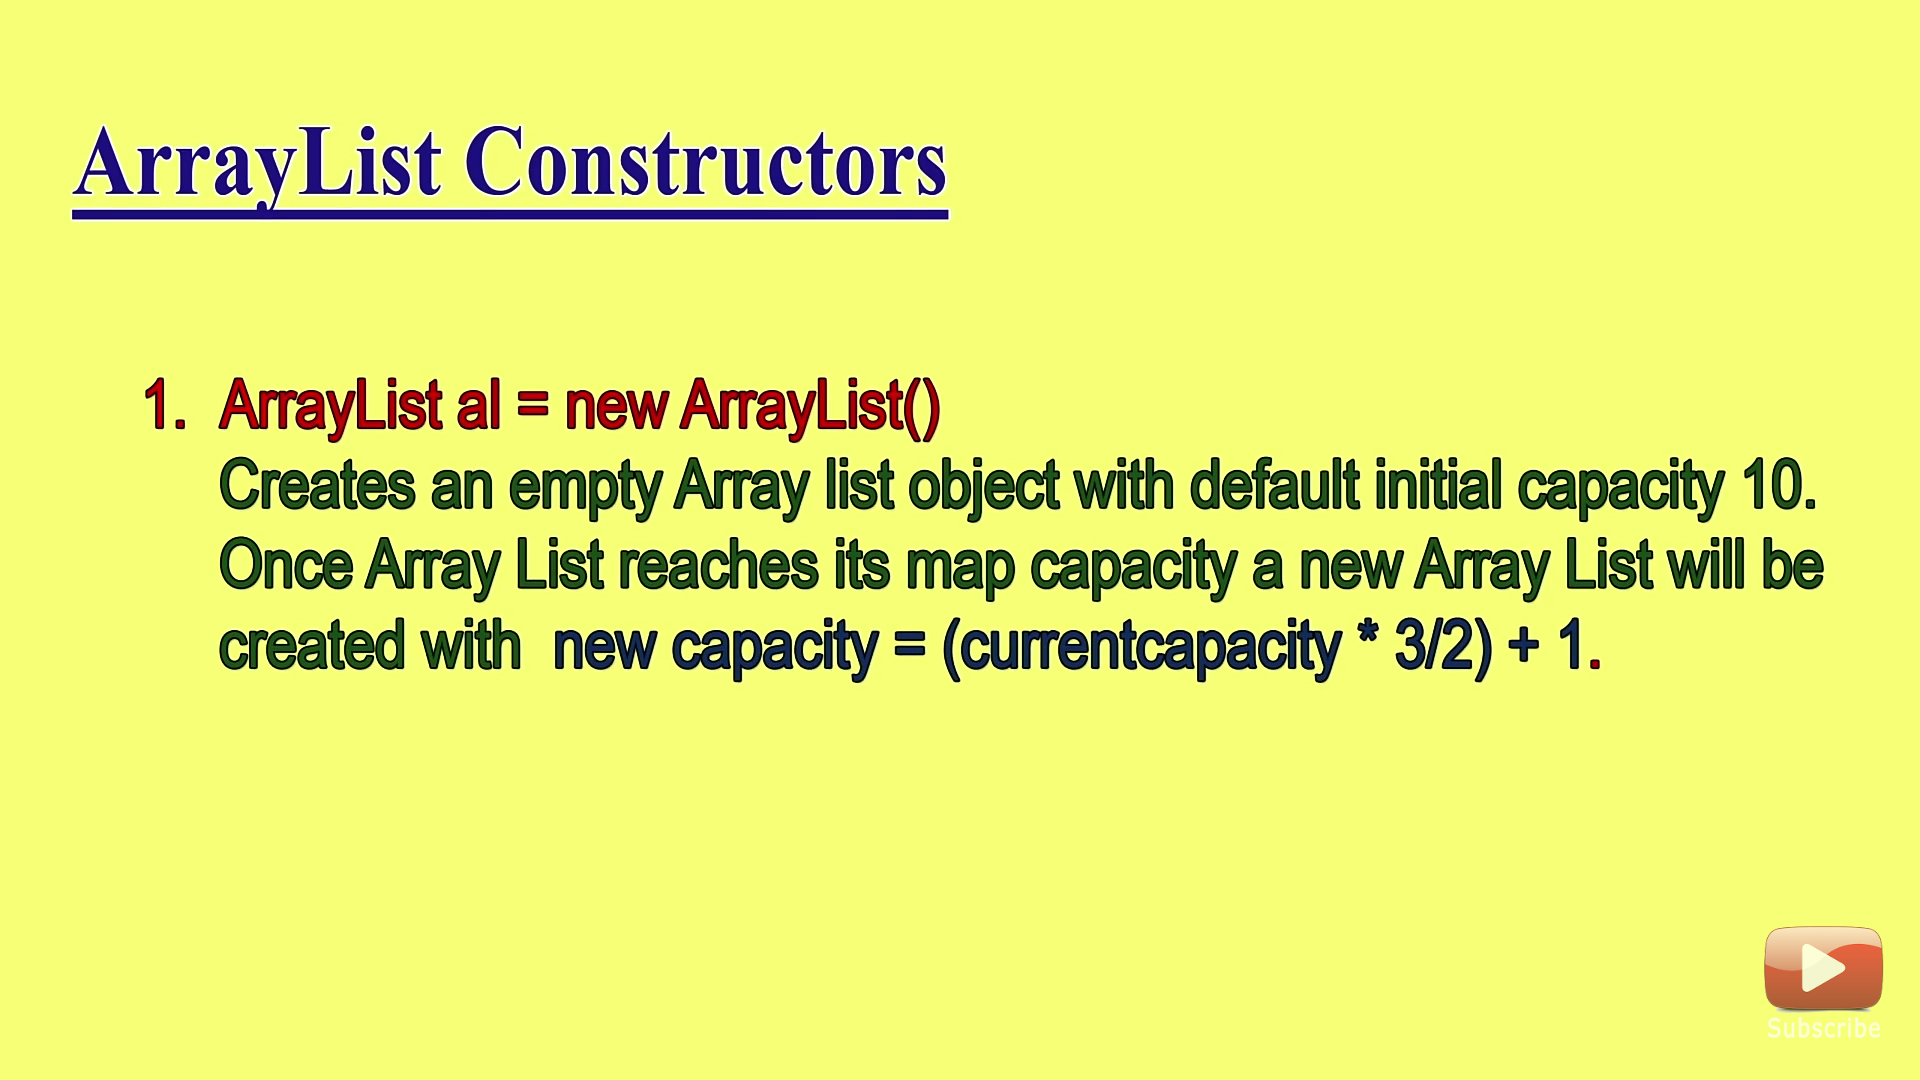 ArrayList Constructors
1. ArrayList al = new ArrayList()
Creates an empty Array list object with default initial capacity 10.
Once Array List reaches its map capacity a new Array List will be
created with new capacity = (currentcapacity * 3/2) + 1.
Subscribe